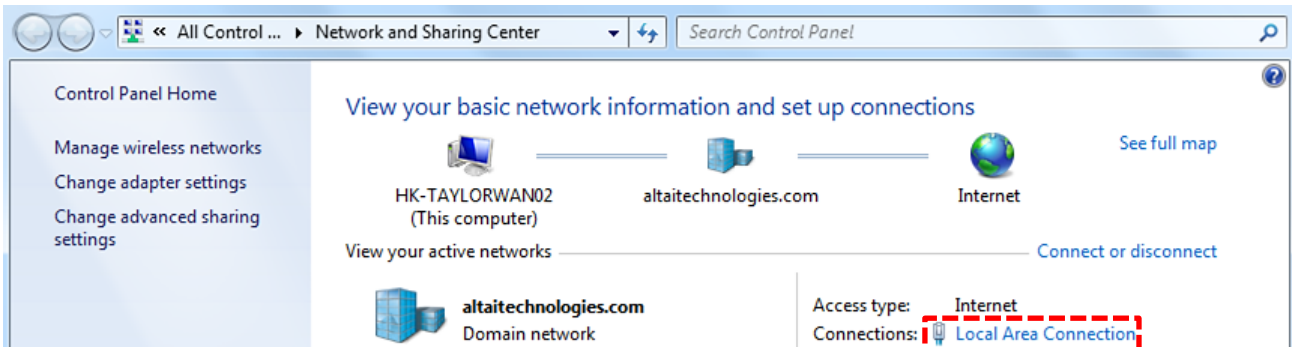 « All Control ... ▸ Network and Sharing Center
Search Control Panel
Control Panel Home
Manage wireless networks
Change adapter settings
Change advanced sharing
settings
View your basic network information and set up connections
See full map
HK-TAYLORWAN02
(This computer)
altaitechnologies.com
Internet
View your active networks
Connect or disconnect
altaitechnologies.com
Domain network
Access type: Internet
Connections: Local Area Connection